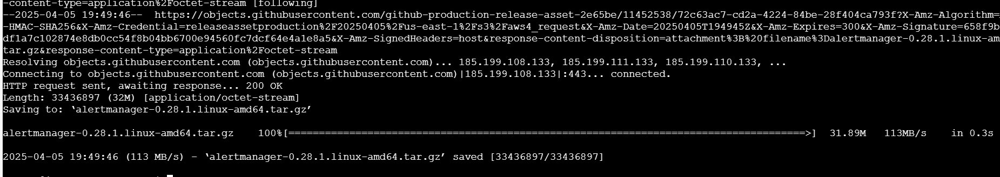 -content-type=application%2Foctet-stream [following]
--2025-04-05 19:49:46--  https://objects.githubusercontent.com/github-production-release-asset-2e65be/11452538/72c63ac7-cd2a-4224-84be-28f404ca793f?X-Amz-Algorithm=
-HMAC-SHA256&X-Amz-Credential=releaseassetproduction%2F20250405%2Fus-east-1%2Fs3%2Faws4_request&X-Amz-Date=20250405T194945Z&X-Amz-Expires=300&X-Amz-Signature=658f9b
df1a7c102874e8db0cc54f8b04bb6700e94560fc7dcf64e4a1e8a5&X-Amz-SignedHeaders=host&response-content-disposition=attachment%3B%20filename%3Dalertmanager-0.28.1.linux-am
tar.gz&response-content-type=application%2Foctet-stream
Resolving objects.githubusercontent.com (objects.githubusercontent.com)... 185.199.108.133, 185.199.111.133, 185.199.110.133, ...
Connecting to objects.githubusercontent.com (objects.githubusercontent.com)|185.199.108.133|:443... connected.
HTTP request sent, awaiting response... 200 OK
Length: 33436897 (32M) [application/octet-stream]
Saving to: ‘alertmanager-0.28.1.linux-amd64.tar.gz’
alertmanager-0.28.1.linux-amd64.tar.gz    100%[=====================================================================================>]  31.89M   113MB/s    in 0.3s
2025-04-05 19:49:46 (113 MB/s) - ‘alertmanager-0.28.1.linux-amd64.tar.gz’ saved [33436897/33436897]